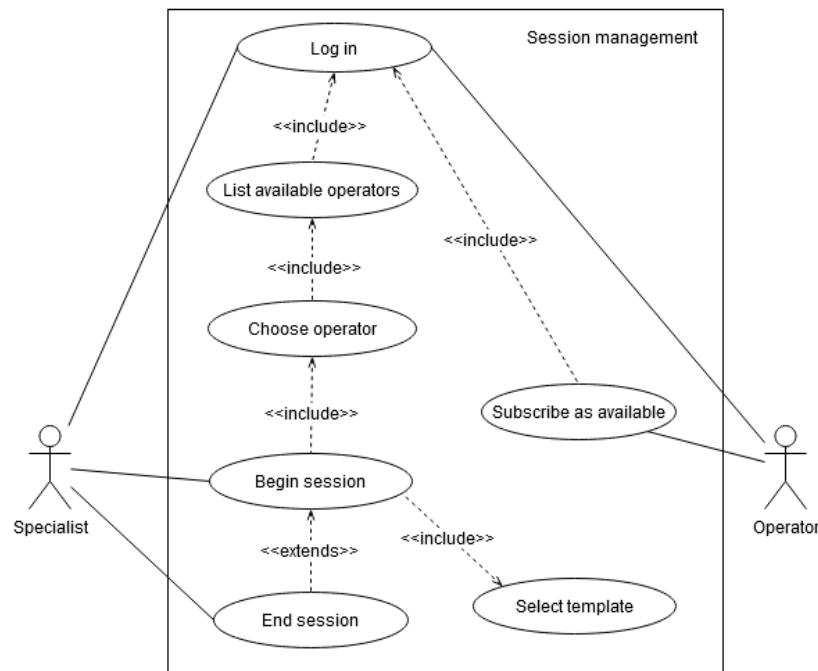 Session management
Log in
<<include>>
List available operators
<<include>>
<<include>>
Choose operator
<<include>>
Subscribe as available
Begin session
Specialist
Operator
<<extends>>
<<include>>
End session
Select template